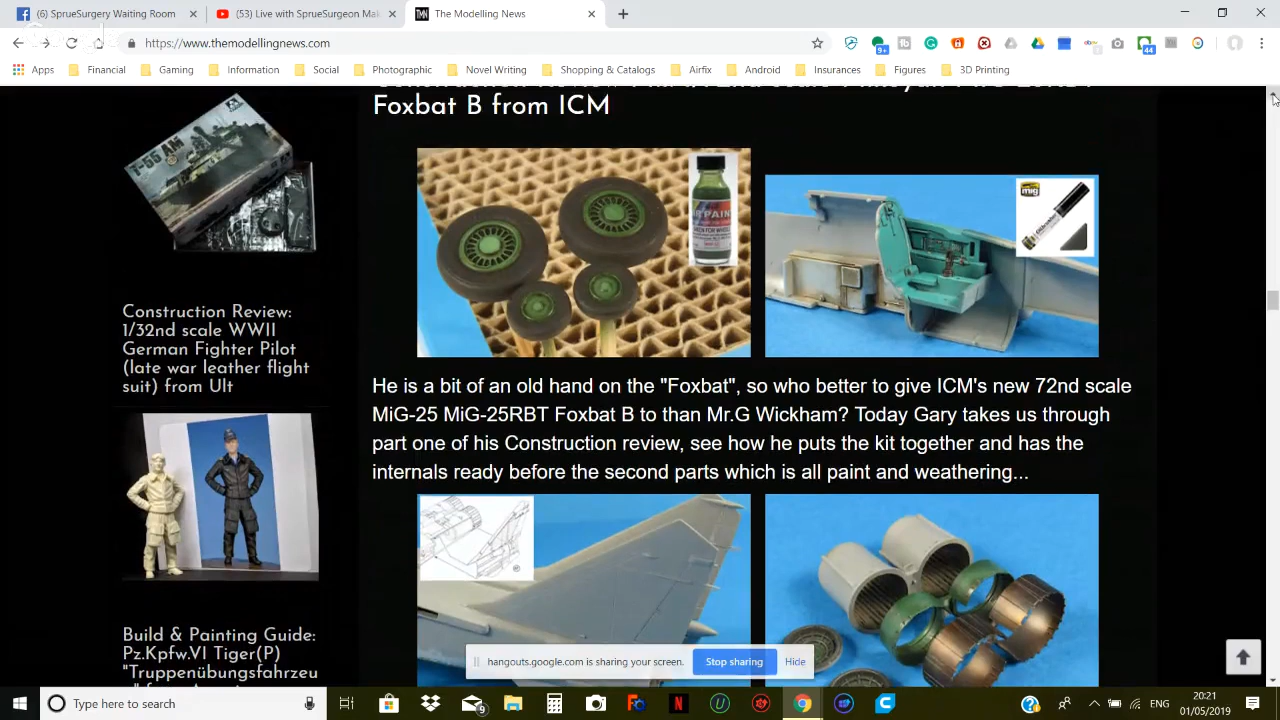 (6) SprueSurgery Waiting Room
(53) Live with SprueSurgeon Mak
TMN
The Modelling News
https://www.themodellingnews.com
9+
44
Apps
Financial
Gaming
Information
Social
Photographic
Novel Writing
Shopping & Catalogs
Airfix
Android
Insurances
Figures
3D Printing
Foxbat B from ICM
T-55 AM
mig
Construction Review:
1/32nd scale WWII
German Fighter Pilot
(late war leather flight
suit) from Ult
He is a bit of an old hand on the "Foxbat", so who better to give ICM's new 72nd scale
MiG-25 MiG-25RBT Foxbat B to than Mr.G Wickham? Today Gary takes us through
part one of his Construction review, see how he puts the kit together and has the
internals ready before the second parts which is all paint and weathering...
Build & Painting Guide:
Pz.Kpfw.VI Tiger(P)
"Truppenübungsfahrzeu
hangouts.google.com is sharing your screen.
Stop sharing
Hide
Type here to search
9
ENG
20:21
01/05/2019